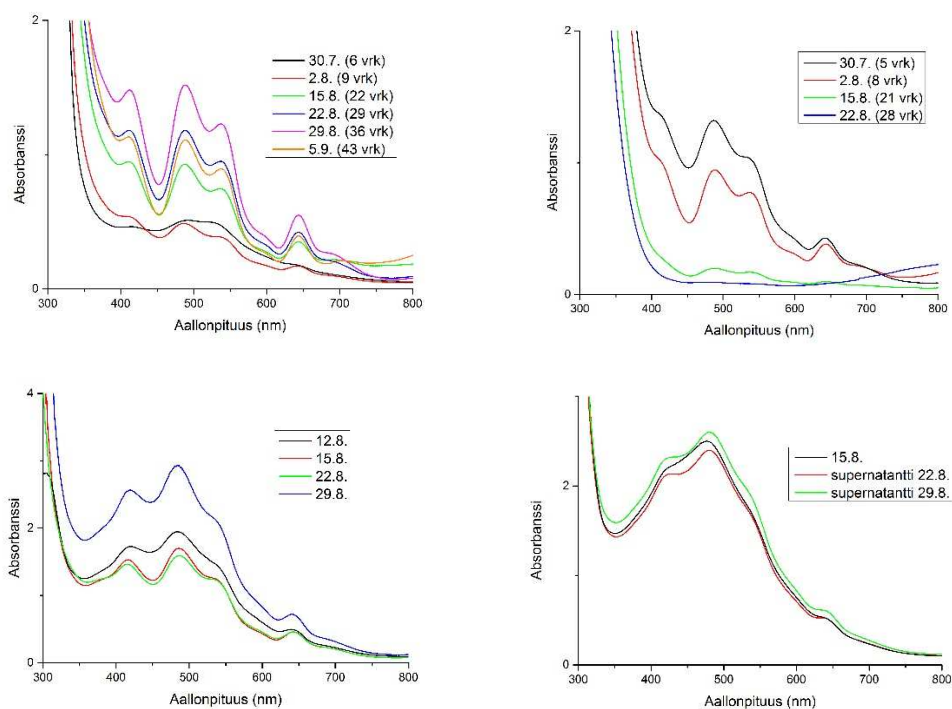 2
1
0
Absorbanssi
30.7. (6 vrk)
2.8. (9 vrk)
15.8. (22 vrk)
22.8. (29 vrk)
29.8. (36 vrk)
5.9. (43 vrk)
300 400 500 600 700 800
Aallonpituus (nm)
2
1
0
Absorbanssi
30.7. (5 vrk)
2.8. (8 vrk)
15.8. (21 vrk)
22.8. (28 vrk)
300 400 500 600 700 800
Aallonpituus (nm)
4
2
0
Absorbanssi
12.8.
15.8.
22.8.
29.8.
300 400 500 600 700 800
Aallonpituus (nm)
2
0
Absorbanssi
15.8.
supernatantti 22.8.
supernatantti 29.8.
300 400 500 600 700 800
Aallonpituus (nm)